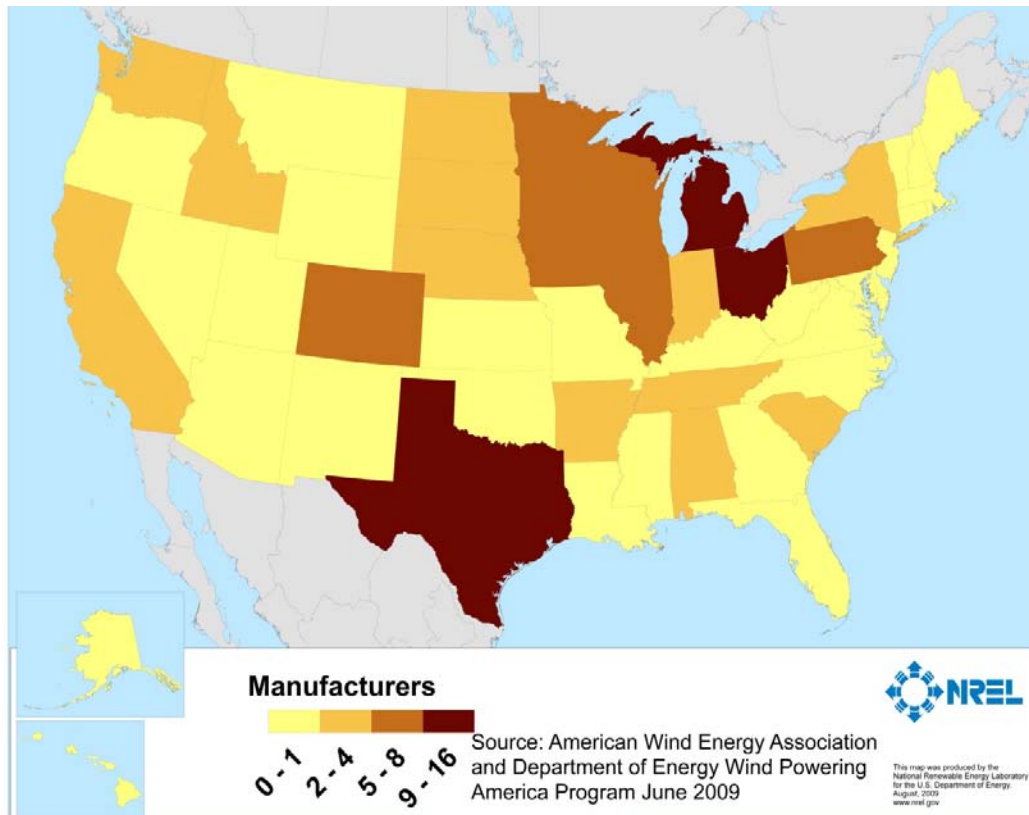 Manufacturers
0 - 1
2 - 4
5 - 8
9 - 16
Source: American Wind Energy Association
and Department of Energy Wind Powering
America Program June 2009
NREL
This map was produced by the
National Renewable Energy Laboratory
for the U.S. Department of Energy.
August, 2009
www.nrel.gov